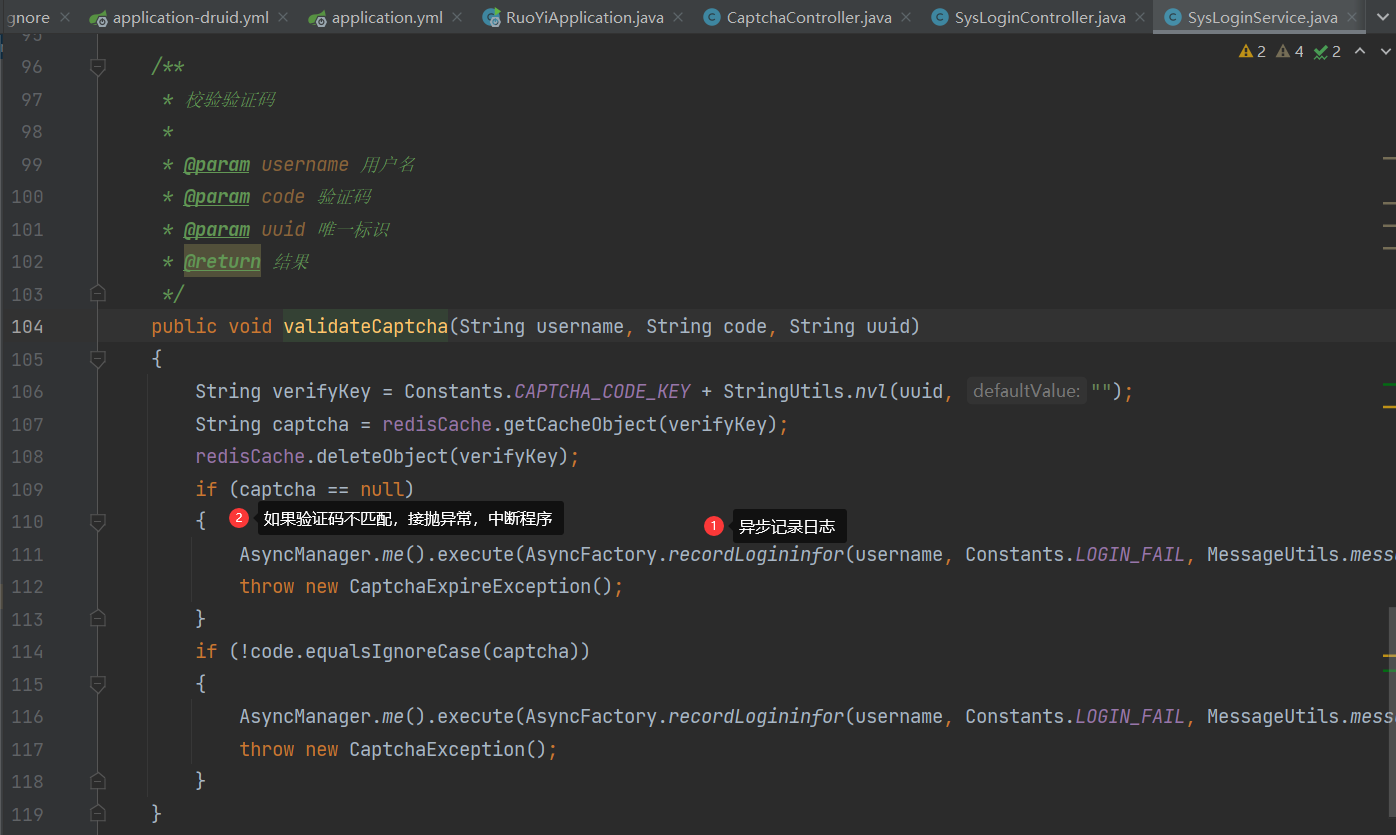 gnore application-druid.yml application.yml RuoYiApplication.java CaptchaController.java SysLoginController.java SysLoginService.java
2 4 2
95
96 /**
97 * 校验验证码
98 *
99 * @param username 用户名
100 * @param code 验证码
101 * @param uuid 唯一标识
102 * @return 结果
103 */
104 public void validateCaptcha(String username, String code, String uuid)
105 {
106 String verifyKey = Constants.CAPTCHA_CODE_KEY + StringUtils.nvl(uuid, defaultValue: "");
107 String captcha = redisCache.getCacheObject(verifyKey);
108 redisCache.deleteObject(verifyKey);
109 if (captcha == null)
110 { 2 如果验证码不匹配，接抛异常，中断程序 1 异步记录日志
111 AsyncManager.me().execute(AsyncFactory.recordLogininfor(username, Constants.LOGIN_FAIL, MessageUtils.mess
112 throw new CaptchaExpireException();
113 }
114 if (!code.equalsIgnoreCase(captcha))
115 {
116 AsyncManager.me().execute(AsyncFactory.recordLogininfor(username, Constants.LOGIN_FAIL, MessageUtils.mess
117 throw new CaptchaException();
118 }
119 }